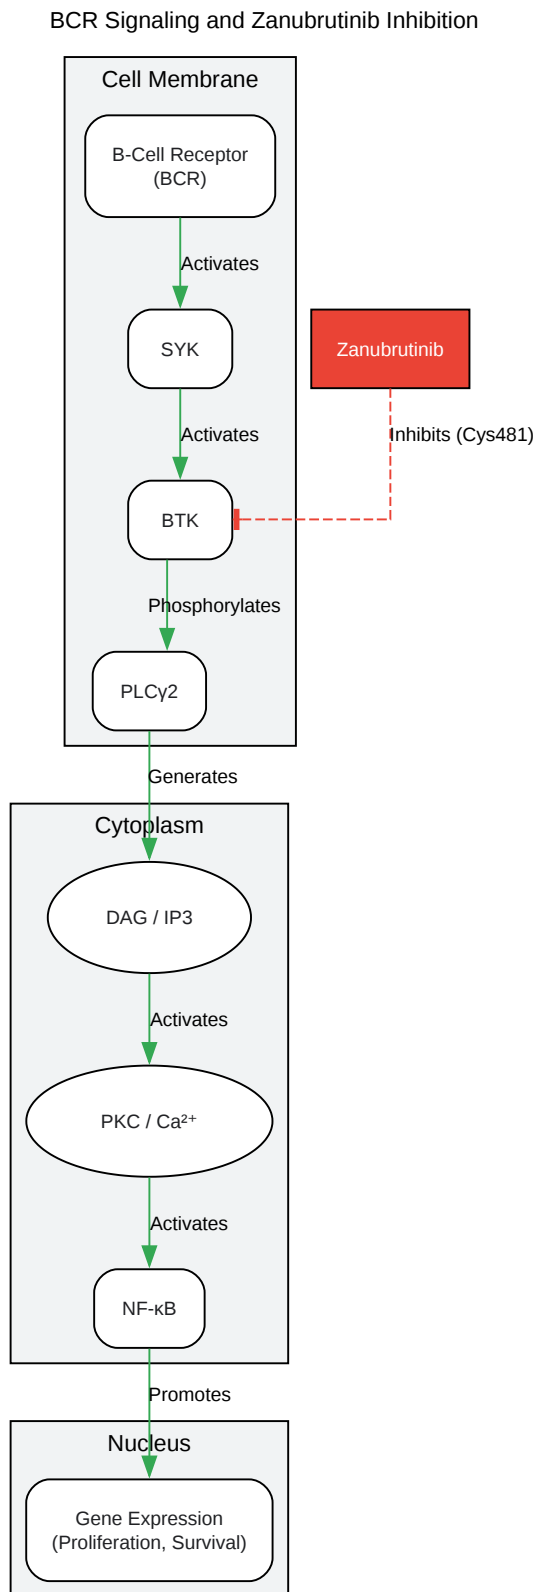 BCR Signaling and Zanubrutinib Inhibition
Cell Membrane
B-Cell Receptor
(BCR)
Activates
SYK
Zanubrutinib
Activates
Inhibits (Cys481)
BTK
Phosphorylates
PLCγ2
Generates
Cytoplasm
DAG / IP3
Activates
PKC / Ca²⁺
Activates
NF-κB
Promotes
Nucleus
Gene Expression
(Proliferation, Survival)